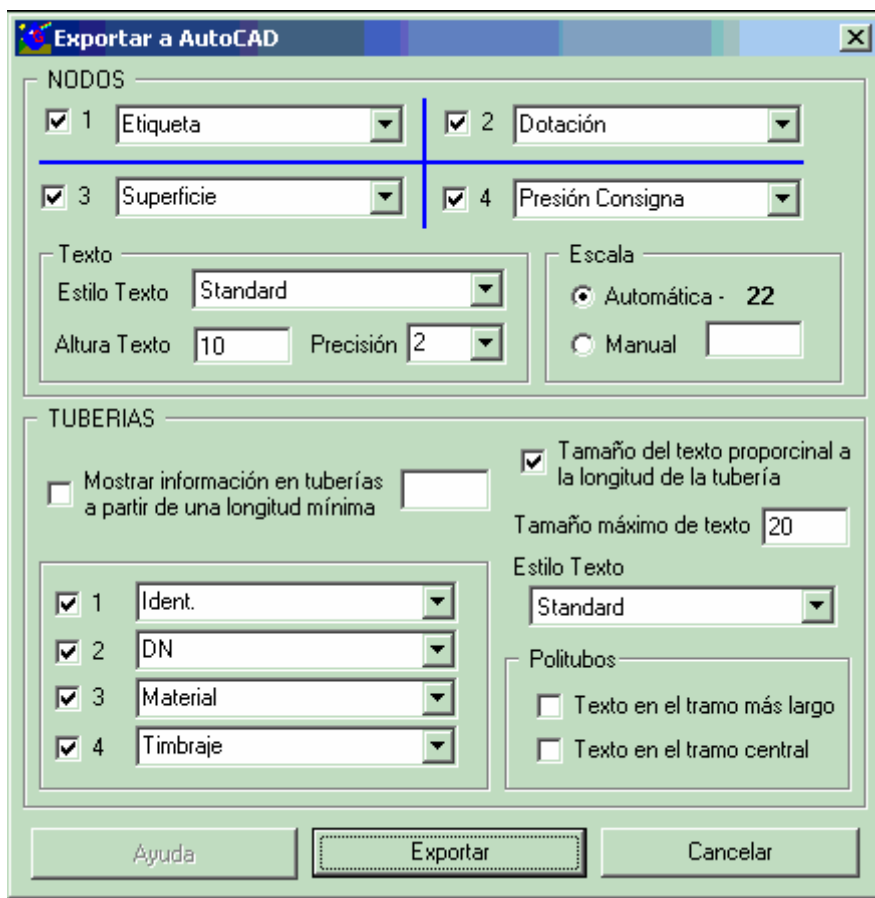 Exportar a AutoCAD
NODOS
1 Etiqueta
2 Dotación
3 Superficie
4 Presión Consigna
Texto
Estilo Texto Standard
Altura Texto 10 Precisión 2
Escala
Automática - 22
Manual
TUBERIAS
Mostrar información en tuberías
a partir de una longitud mínima
Tamaño del texto proporcinal a
la longitud de la tubería
Tamaño máximo de texto 20
Estilo Texto
Standard
1 Ident.
2 DN
3 Material
4 Timbraje
Politubos
Texto en el tramo más largo
Texto en el tramo central
Ayuda
Exportar
Cancelar